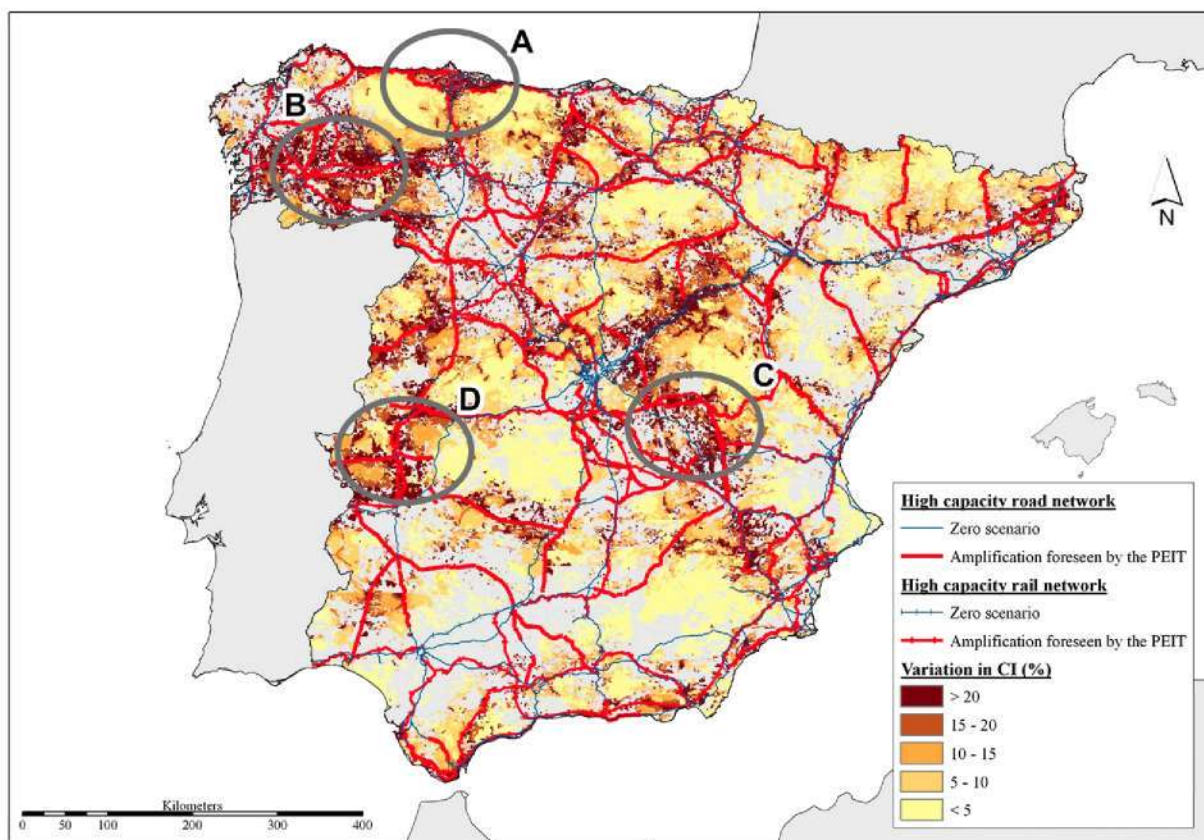 A
B
N
C
D
High capacity road network
Zero scenario
Amplification foreseen by the PEIT
High capacity rail network
Zero scenario
Amplification foreseen by the PEIT
Variation in CI (%)
> 20
15 - 20
10 - 15
5 - 10
< 5
Kilometers
0 50 100 200 300 400